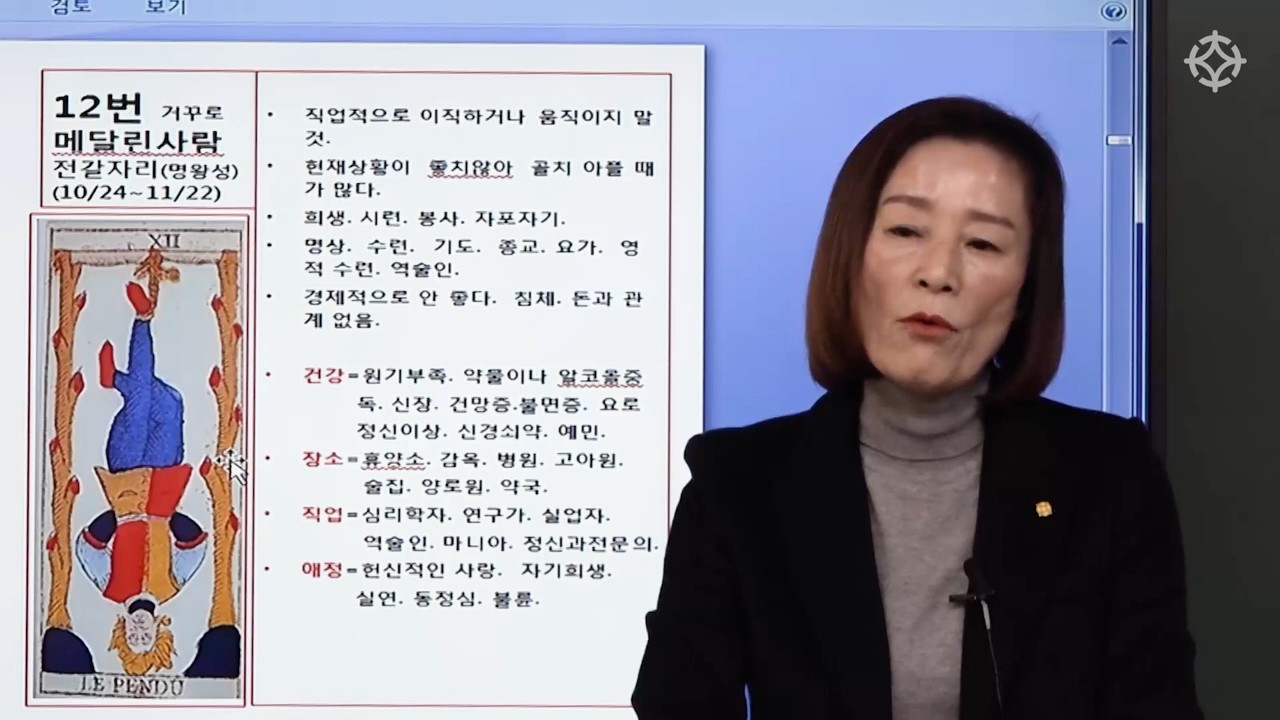 검토 보기
12번 거꾸로
메달린사람
전갈자리(명왕성)
(10/24~11/22)
XII
LE PENDU
• 직업적으로 이직하거나 움직이지 말
것.
• 현재상황이 좋치않아 골치 아플 때
가 많다.
• 희생. 시련. 봉사. 자포자기.
• 명상. 수련. 기도. 종교. 요가. 영
적 수련. 역술인.
• 경제적으로 안 좋다. 침체. 돈과 관
계 없음.
• 건강=원기부족. 약물이나 알코올중
독. 신장. 건망증.불면증. 요로
정신이상. 신경쇠약. 예민.
• 장소=휴양소. 감옥. 병원. 고아원.
술집. 양로원. 약국.
• 직업=심리학자. 연구가. 실업자.
역술인. 마니아. 정신과전문의.
• 애정=헌신적인 사랑. 자기희생.
실연. 동정심. 불륜.